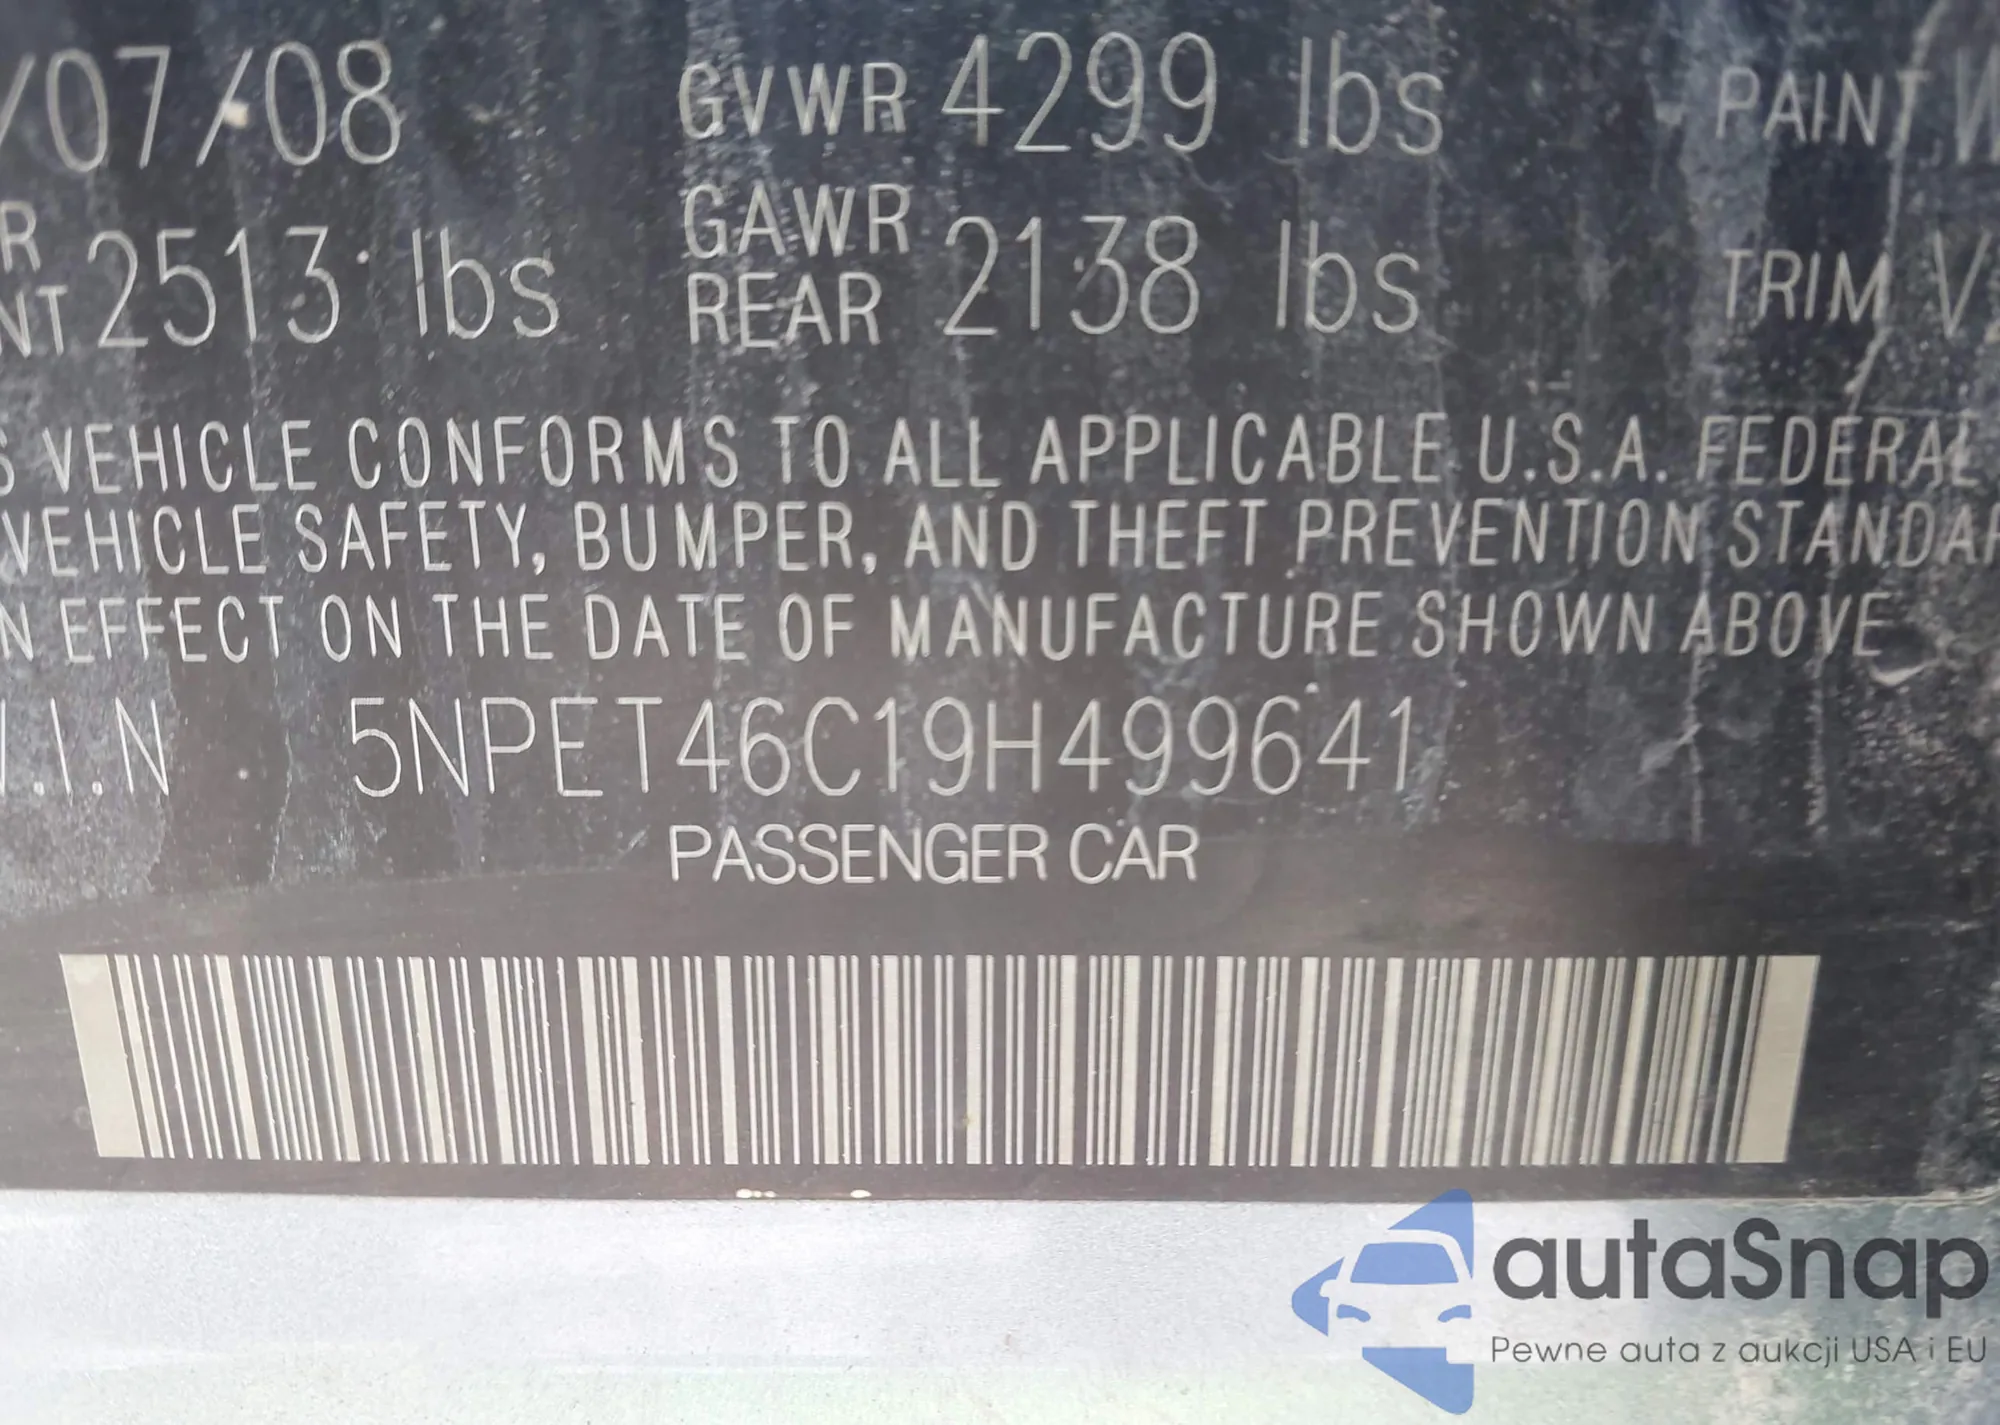 /07/08 GVWR 4299 lbs PAINT W
R GAWR
NT 2513 lbs REAR 2138 lbs TRIM V
S VEHICLE CONFORMS TO ALL APPLICABLE U.S.A. FEDERAL
VEHICLE SAFETY, BUMPER, AND THEFT PREVENTION STANDAR
N EFFECT ON THE DATE OF MANUFACTURE SHOWN ABOVE
V.I.N. 5NPET46C19H499641
PASSENGER CAR
autaSnap
Pewne auta z aukcji USA i EU